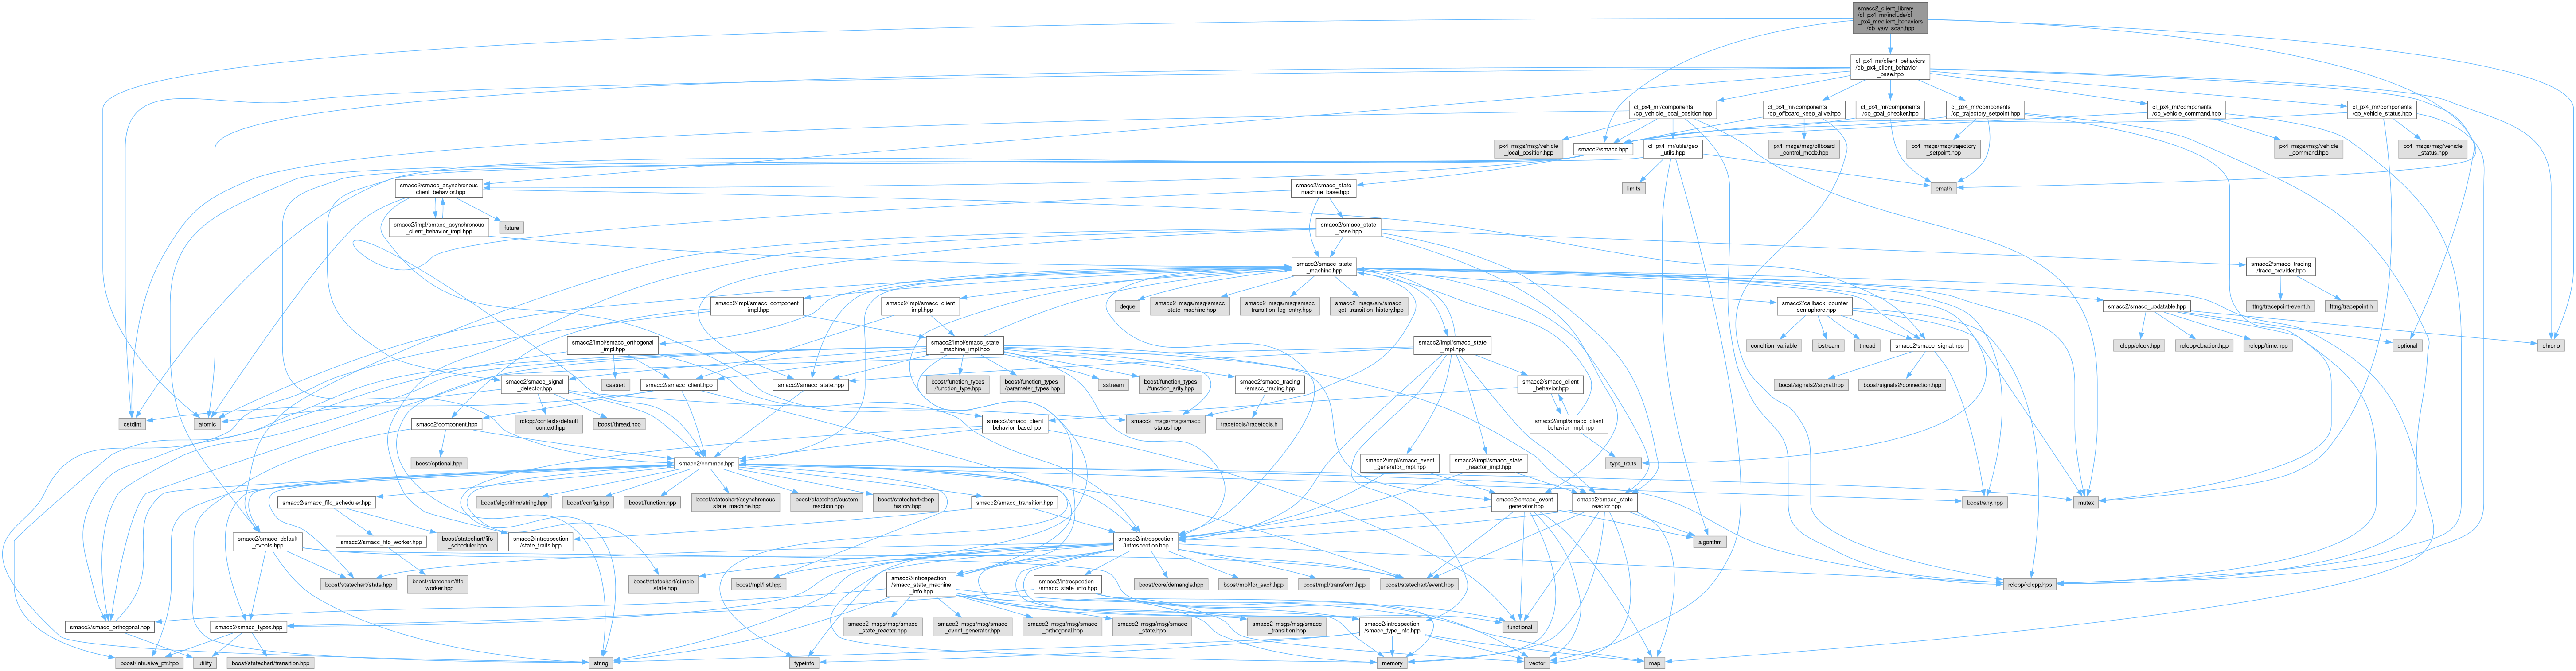 smacc2_client_library
/cl_px4_mr/include/cl
_px4_mr/client_behaviors
/cb_yaw_scan.hpp
cl_px4_mr/client_behaviors
/cb_px4_client_behavior
_base.hpp
cl_px4_mr/components
/cp_vehicle_local_position.hpp
cl_px4_mr/components
/cp_offboard_keep_alive.hpp
cl_px4_mr/components
/cp_goal_checker.hpp
cl_px4_mr/components
/cp_trajectory_setpoint.hpp
cl_px4_mr/components
/cp_vehicle_command.hpp
cl_px4_mr/components
/cp_vehicle_status.hpp
px4_msgs/msg/vehicle
_local_position.hpp
smacc2/smacc.hpp
cl_px4_mr/utils/geo
_utils.hpp
px4_msgs/msg/offboard
_control_mode.hpp
px4_msgs/msg/trajectory
_setpoint.hpp
px4_msgs/msg/vehicle
_command.hpp
px4_msgs/msg/vehicle
_status.hpp
smacc2/smacc_asynchronous
_client_behavior.hpp
smacc2/smacc_state
_machine_base.hpp
limits
cmath
smacc2/impl/smacc_asynchronous
_client_behavior_impl.hpp
future
smacc2/smacc_state
_base.hpp
smacc2/smacc_state
_machine.hpp
smacc2/smacc_tracing
/trace_provider.hpp
smacc2/impl/smacc_component
_impl.hpp
smacc2/impl/smacc_client
_impl.hpp
deque
smacc2_msgs/msg/smacc
_state_machine.hpp
smacc2_msgs/msg/smacc
_transition_log_entry.hpp
smacc2_msgs/srv/smacc
_get_transition_history.hpp
smacc2/callback_counter
_semaphore.hpp
smacc2/smacc_updatable.hpp
lttng/tracepoint-event.h
lttng/tracepoint.h
smacc2/impl/smacc_orthogonal
_impl.hpp
smacc2/impl/smacc_state
_machine_impl.hpp
smacc2/impl/smacc_state
_impl.hpp
condition_variable
iostream
thread
smacc2/smacc_signal.hpp
rclcpp/clock.hpp
rclcpp/duration.hpp
rclcpp/time.hpp
optional
chrono
smacc2/smacc_signal
_detector.hpp
cassert
smacc2/smacc_client.hpp
smacc2/smacc_state.hpp
boost/function_types
/function_type.hpp
boost/function_types
/parameter_types.hpp
sstream
boost/function_types
/function_arity.hpp
smacc2/smacc_tracing
/smacc_tracing.hpp
smacc2/smacc_client
_behavior.hpp
boost/signals2/signal.hpp
boost/signals2/connection.hpp
cstdint
atomic
smacc2/component.hpp
rclcpp/contexts/default
_context.hpp
boost/thread.hpp
smacc2/smacc_client
_behavior_base.hpp
smacc2_msgs/msg/smacc
_status.hpp
tracetools/tracetools.h
smacc2/impl/smacc_client
_behavior_impl.hpp
boost/optional.hpp
smacc2/common.hpp
smacc2/impl/smacc_event
_generator_impl.hpp
smacc2/impl/smacc_state
_reactor_impl.hpp
type_traits
smacc2/smacc_fifo_scheduler.hpp
boost/algorithm/string.hpp
boost/config.hpp
boost/function.hpp
boost/statechart/asynchronous
_state_machine.hpp
boost/statechart/custom
_reaction.hpp
boost/statechart/deep
_history.hpp
smacc2/smacc_transition.hpp
smacc2/smacc_event
_generator.hpp
smacc2/smacc_state
_reactor.hpp
boost/any.hpp
mutex
smacc2/smacc_default
_events.hpp
smacc2/smacc_fifo_worker.hpp
boost/statechart/fifo
_scheduler.hpp
smacc2/introspection
/state_traits.hpp
smacc2/introspection
/introspection.hpp
algorithm
boost/statechart/state.hpp
boost/statechart/fifo
_worker.hpp
boost/statechart/simple
_state.hpp
boost/mpl/list.hpp
smacc2/introspection
/smacc_state_machine
_info.hpp
smacc2/introspection
/smacc_state_info.hpp
boost/core/demangle.hpp
boost/mpl/for_each.hpp
boost/mpl/transform.hpp
boost/statechart/event.hpp
rclcpp/rclcpp.hpp
smacc2/smacc_orthogonal.hpp
smacc2/smacc_types.hpp
smacc2_msgs/msg/smacc
_state_reactor.hpp
smacc2_msgs/msg/smacc
_event_generator.hpp
smacc2_msgs/msg/smacc
_orthogonal.hpp
smacc2_msgs/msg/smacc
_state.hpp
smacc2_msgs/msg/smacc
_transition.hpp
smacc2/introspection
/smacc_type_info.hpp
functional
boost/intrusive_ptr.hpp
utility
boost/statechart/transition.hpp
string
typeinfo
memory
vector
map